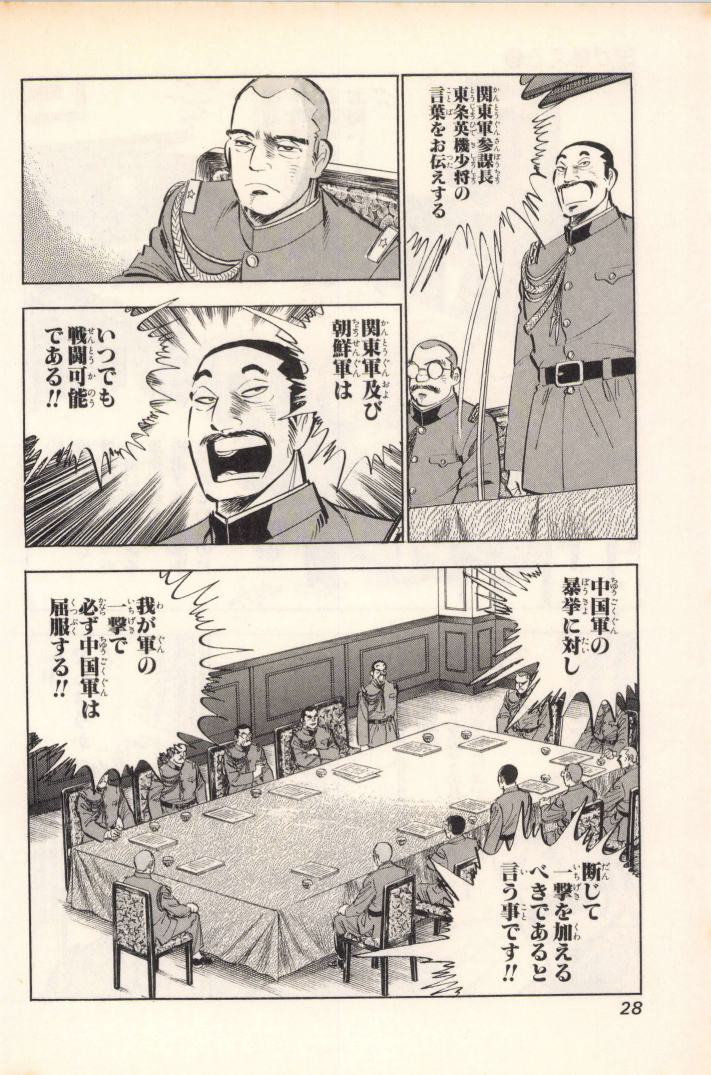 関東軍参謀長
東条英機少将の
言葉をお伝えする
関東軍及び
朝鮮軍は
いつでも
戦闘可能
である!!
中国軍の
暴挙に対し
断じて
一撃を加える
べきであると
言う事です!!
我が軍の
一撃で
必ず中国軍は
屈服する!!
28